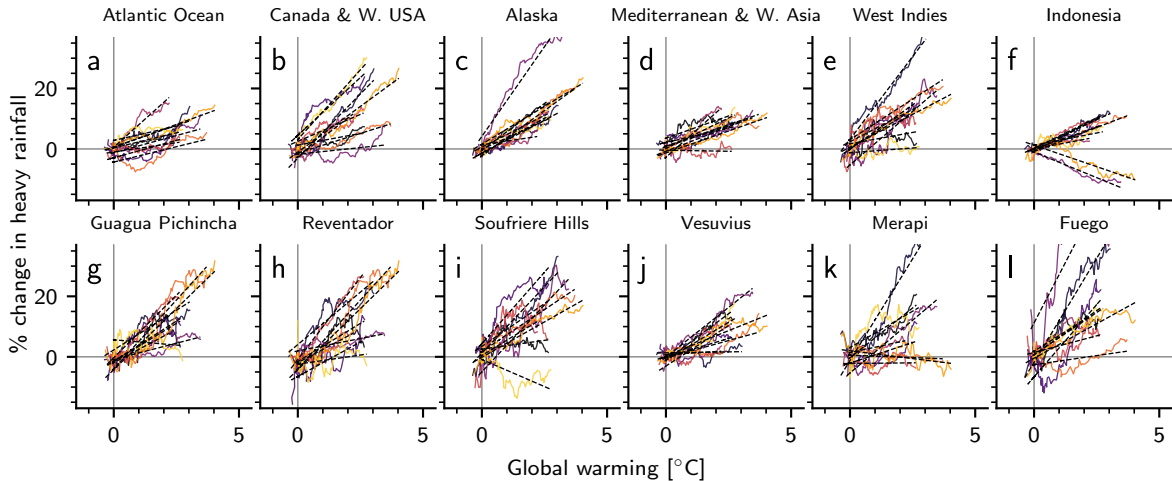 Atlantic Ocean
Canada & W. USA
Alaska
Mediterranean & W. Asia
West Indies
Indonesia
a
b
c
d
e
f
20
0
% change in heavy rainfall
Guagua Pichincha
Reventador
Soufriere Hills
Vesuvius
Merapi
Fuego
g
h
i
j
k
l
20
0
0 5 0 5 0 5 0 5 0 5 0 5
Global warming [°C]